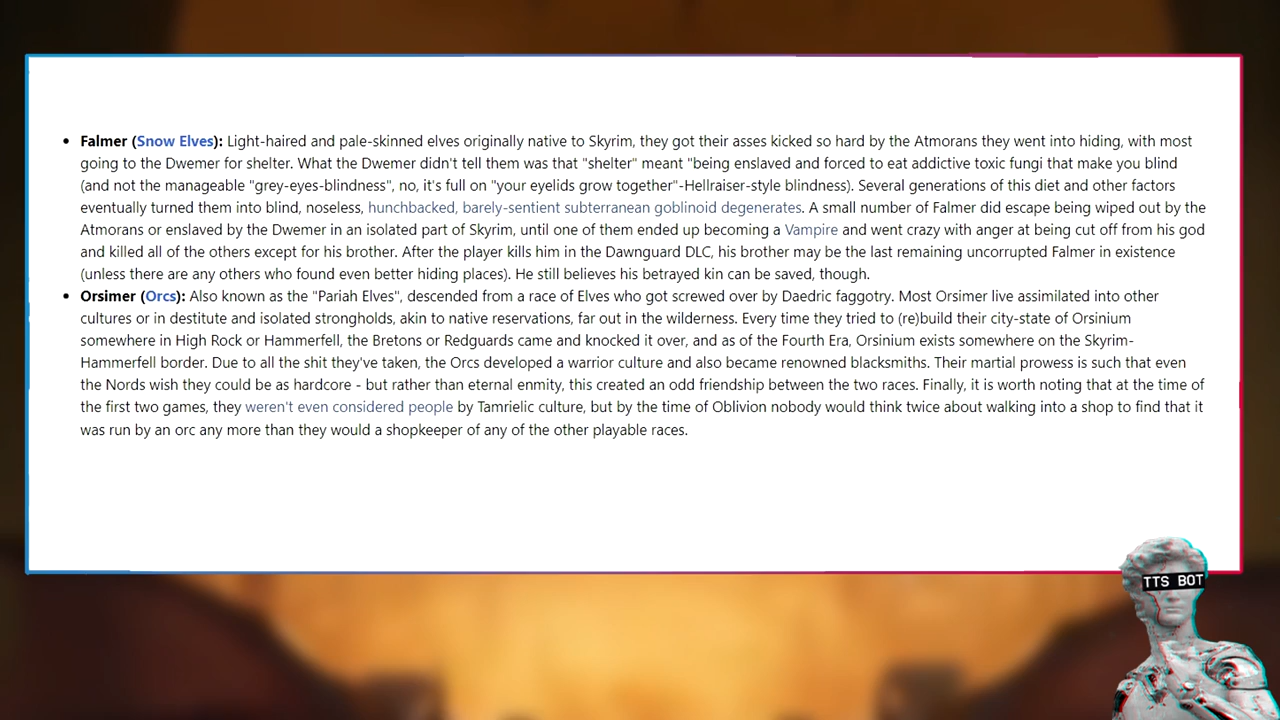 • Falmer (Snow Elves): Light-haired and pale-skinned elves originally native to Skyrim, they got their asses kicked so hard by the Atmorans they went into hiding, with most
going to the Dwemer for shelter. What the Dwemer didn't tell them was that "shelter" meant "being enslaved and forced to eat addictive toxic fungi that make you blind
(and not the manageable "grey-eyes-blindness", no, it's full on "your eyelids grow together"-Hellraiser-style blindness). Several generations of this diet and other factors
eventually turned them into blind, noseless, hunchbacked, barely-sentient subterranean goblinoid degenerates. A small number of Falmer did escape being wiped out by the
Atmorans or enslaved by the Dwemer in an isolated part of Skyrim, until one of them ended up becoming a Vampire and went crazy with anger at being cut off from his god
and killed all of the others except for his brother. After the player kills him in the Dawnguard DLC, his brother may be the last remaining uncorrupted Falmer in existence
(unless there are any others who found even better hiding places). He still believes his betrayed kin can be saved, though.
• Orsimer (Orcs): Also known as the "Pariah Elves", descended from a race of Elves who got screwed over by Daedric faggotry. Most Orsimer live assimilated into other
cultures or in destitute and isolated strongholds, akin to native reservations, far out in the wilderness. Every time they tried to (re)build their city-state of Orsinium
somewhere in High Rock or Hammerfell, the Bretons or Redguards came and knocked it over, and as of the Fourth Era, Orsinium exists somewhere on the Skyrim-
Hammerfell border. Due to all the shit they've taken, the Orcs developed a warrior culture and also became renowned blacksmiths. Their martial prowess is such that even
the Nords wish they could be as hardcore - but rather than eternal enmity, this created an odd friendship between the two races. Finally, it is worth noting that at the time of
the first two games, they weren't even considered people by Tamrielic culture, but by the time of Oblivion nobody would think twice about walking into a shop to find that it
was run by an orc any more than they would a shopkeeper of any of the other playable races.
TTS BOT